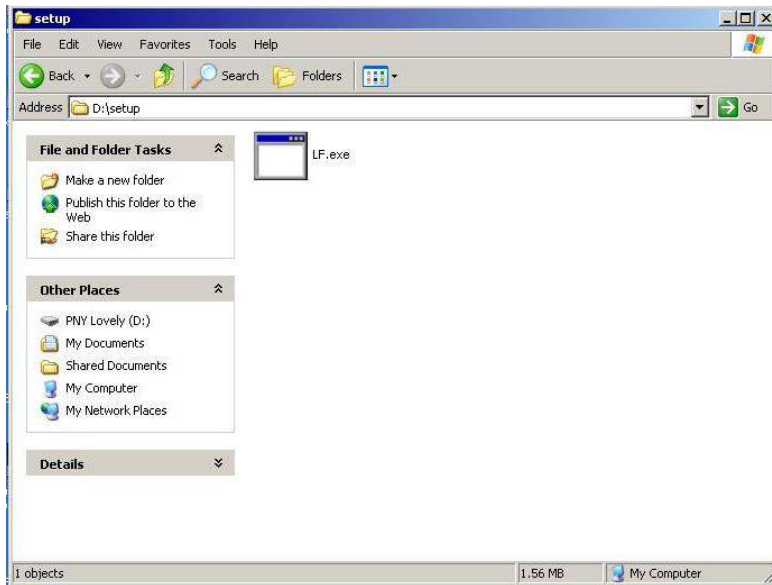 setup
File Edit View Favorites Tools Help
Back Search Folders
Address D:\setup Go
File and Folder Tasks
Make a new folder
Publish this folder to the
Web
Share this folder
LF.exe
Other Places
PNY Lovely (D:)
My Documents
Shared Documents
My Computer
My Network Places
Details
1 objects 1.56 MB My Computer